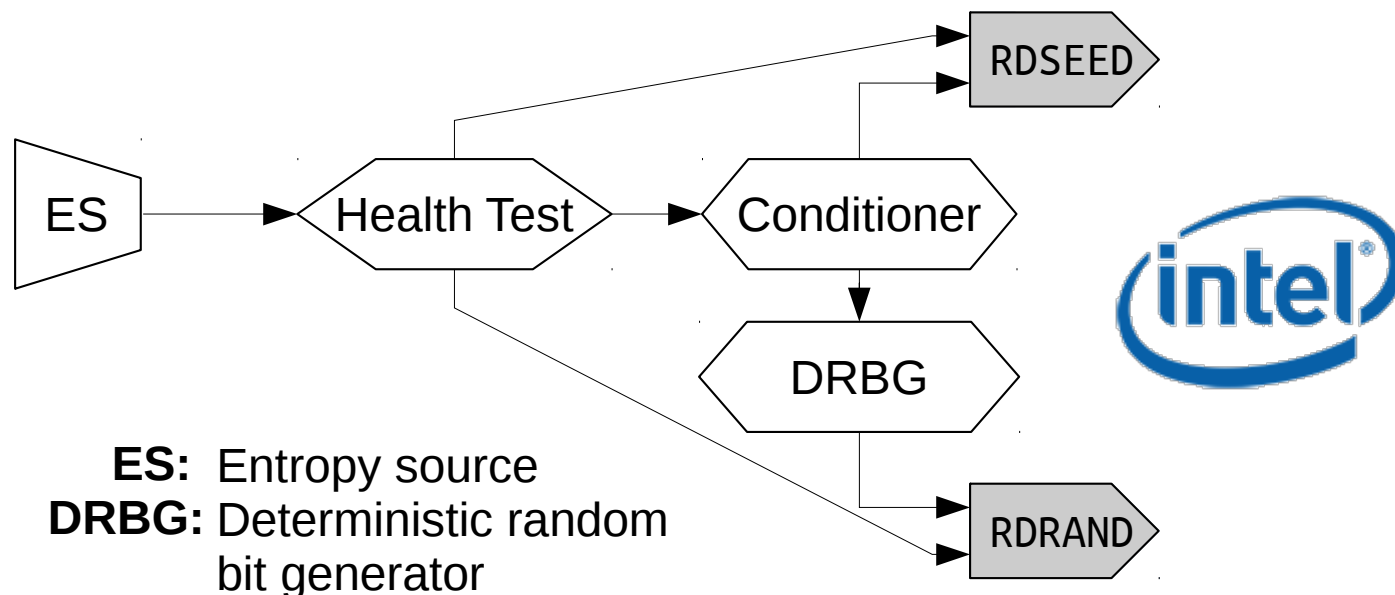 RDSEED
ES
Health Test
Conditioner
intel®
DRBG
ES: Entropy source
DRBG: Deterministic random
bit generator
RDRAND